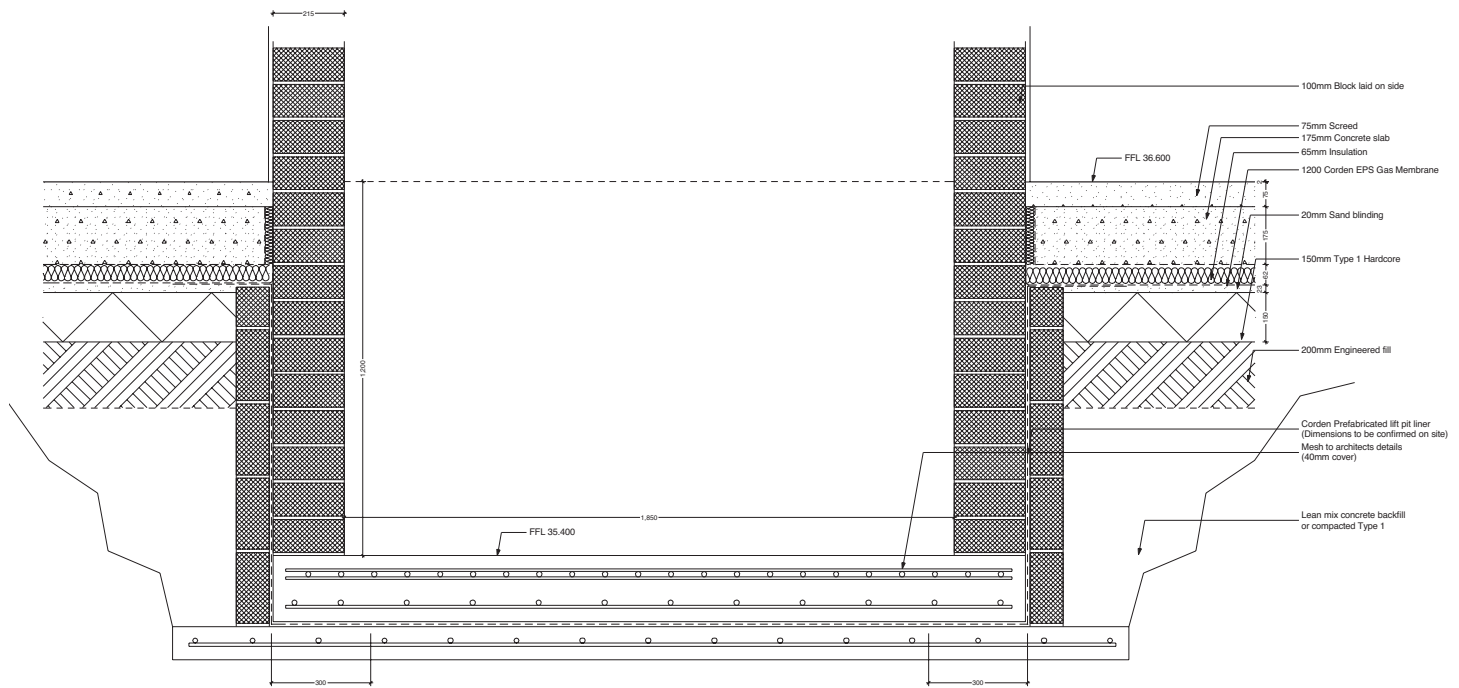 215
100mm Block laid on side
75mm Screed
175mm Concrete slab
65mm Insulation
FFL 36.600
1200 Corden EPS Gas Membrane
2
75
20mm Sand blinding
175
150mm Type 1 Hardcore
62
23
150
200mm Engineered fill
1,200
Corden Prefabricated lift pit liner
(Dimensions to be confirmed on site)
Mesh to architects details
(40mm cover)
1,850
Lean mix concrete backfill
or compacted Type 1
FFL 35.400
300
300